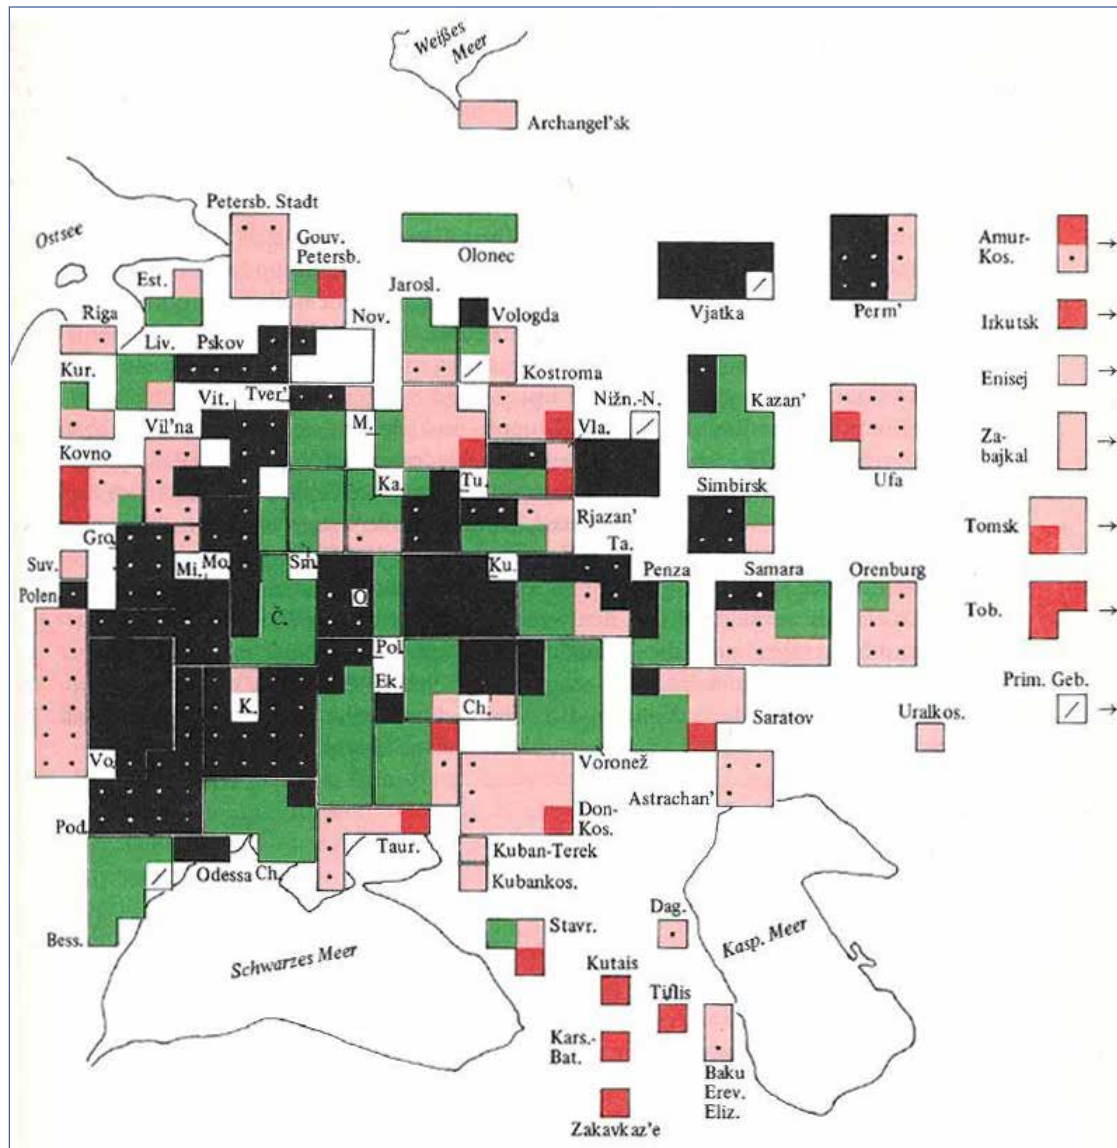 Weißes
Meer
Archangel'sk
Petersb. Stadt
Ostsee
Gouv.
Petersb.
Olonec
Amur-
Kos.
Est.
Jarosl.
Riga
Nov.
Vologda
Vjatka
Perm'
Irkutsk
Liv.
Pskov
Kur.
Kostroma
Enisej
Vit.
Tver'
Nižn.-N.
Kazan'
Vil'na
M.
Vla.
Za-
bajkal
Kovno
Ka.
Tu.
Simbirsk
Ufa
Gro.
Rjazan'
Tomsk
Suv.
Mi.
Mo.
Sm.
Ku.
Ta.
Penza
Samara
Orenburg
Polen
O
Č.
Tob.
Pol.
K.
Ek.
Ch.
Prim. Geb.
Saratov
Uralkos.
Vo.
Voronež
Astrachan'
Pod.
Don-
Kos.
Taur.
Odessa
Ch.
Kuban-Terek
Kubankos.
Bess.
Stavr.
Dag.
Schwarzes Meer
Kasp. Meer
Kutais
Tiflis
Kars.-
Bat.
Baku
Erev.
Eliz.
Zakavkaz'e